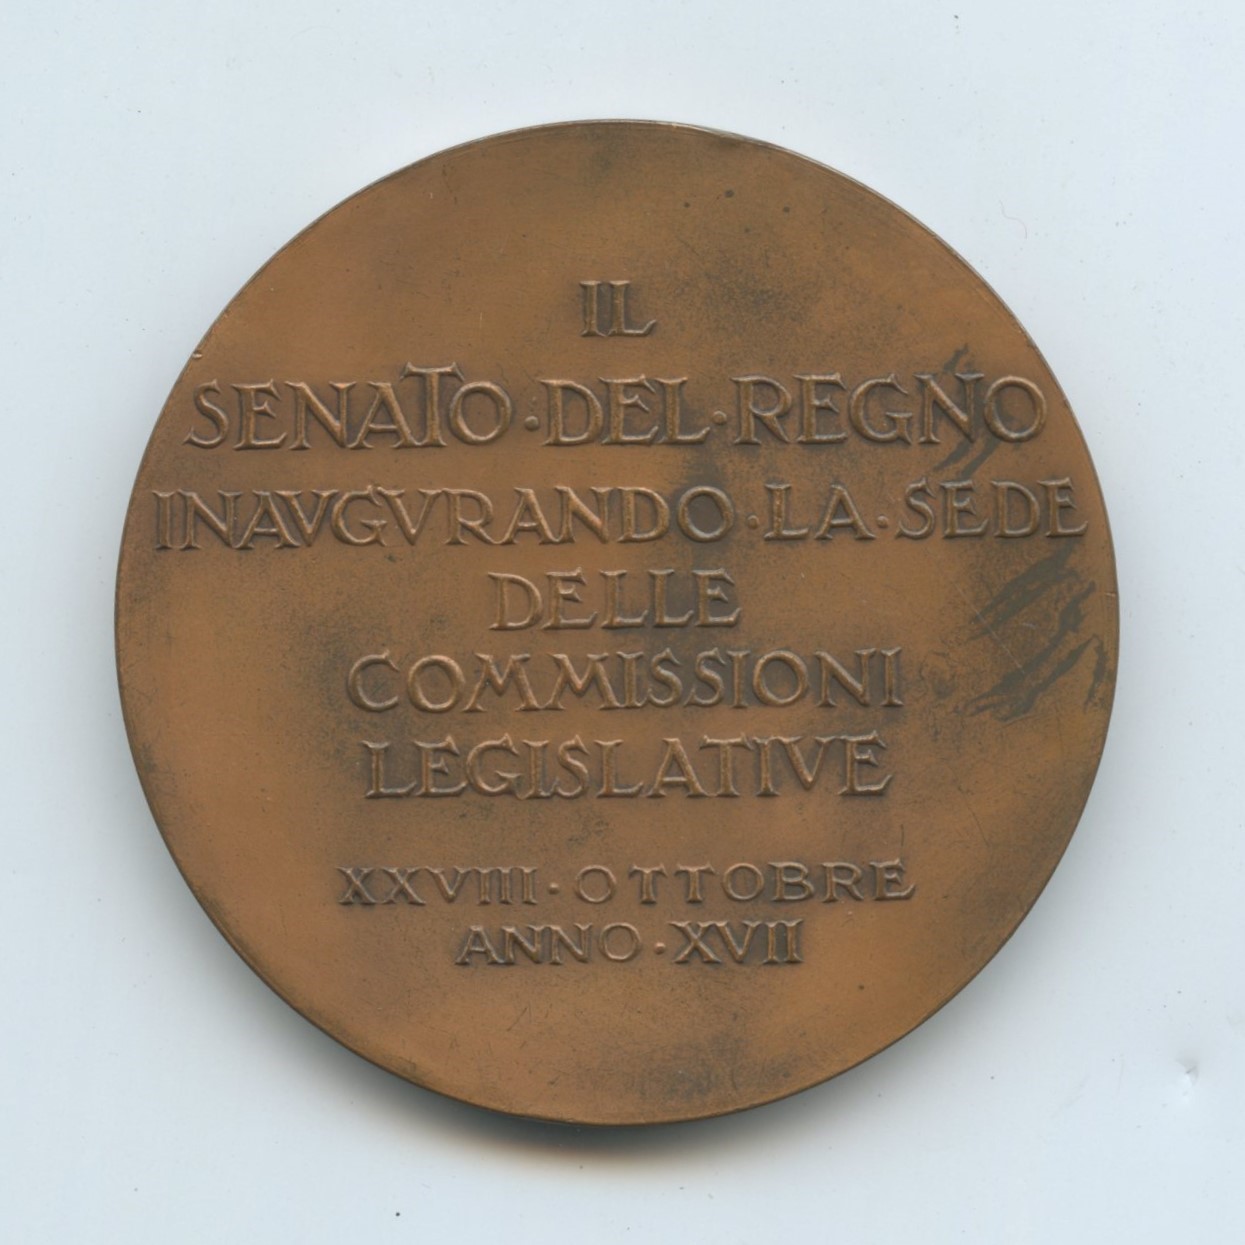 IL
SENATO·DEL·REGNO
INAVGVRANDO·LA·SEDE
DELLE
COMMISSIONI
LEGISLATIVE
XXVIII·OTTOBRE
ANNO·XVII